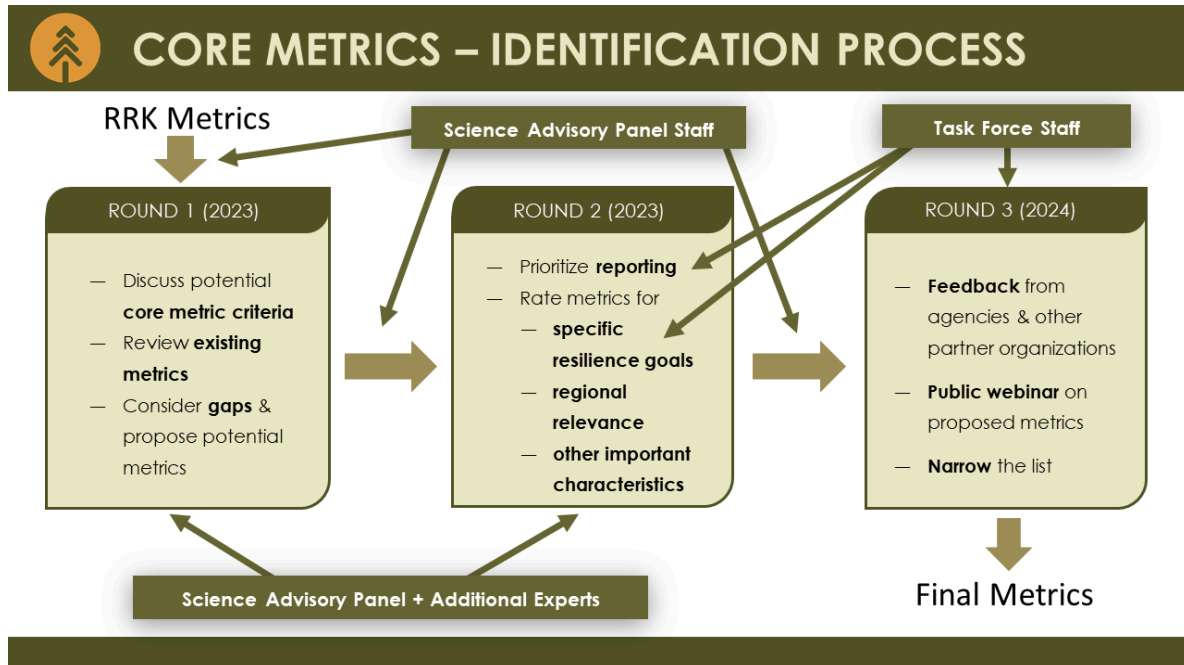 CORE METRICS – IDENTIFICATION PROCESS
RRK Metrics
Science Advisory Panel Staff
Task Force Staff
ROUND 1 (2023)
— Discuss potential
core metric criteria
— Review existing
metrics
— Consider gaps &
propose potential
metrics
ROUND 2 (2023)
— Prioritize reporting
— Rate metrics for
— specific
resilience goals
— regional
relevance
— other important
characteristics
ROUND 3 (2024)
— Feedback from
agencies & other
partner organizations
— Public webinar on
proposed metrics
— Narrow the list
Science Advisory Panel + Additional Experts
Final Metrics